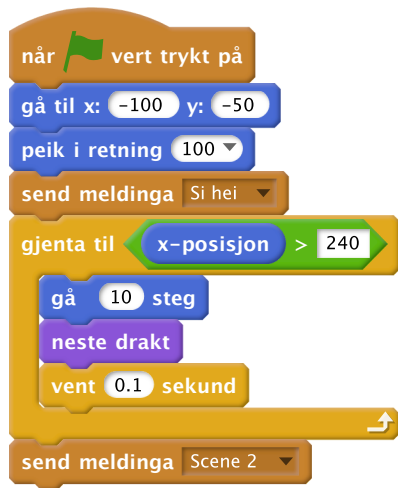 når vert trykt på
gå til x: -100 y: -50
peik i retning 100
send meldinga Si hei
gjenta til x-posisjon > 240
gå 10 steg
neste drakt
vent 0.1 sekund
send meldinga Scene 2